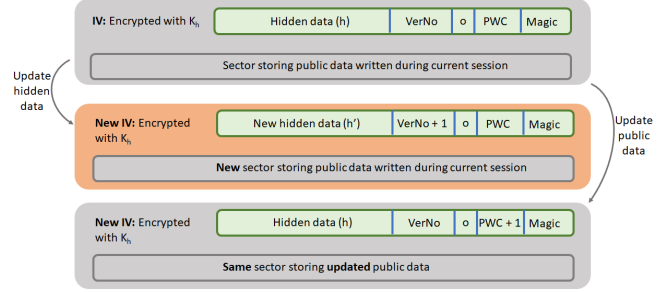 IV: Encrypted with Kh
Hidden data (h) VerNo o PWC Magic
Sector storing public data written during current session
Update
hidden
data
Update
public
data
New IV: Encrypted
with Kh
New hidden data (h’) VerNo + 1 o PWC Magic
New sector storing public data written during current session
New IV: Encrypted
with Kh
Hidden data (h) VerNo o PWC + 1 Magic
Same sector storing updated public data